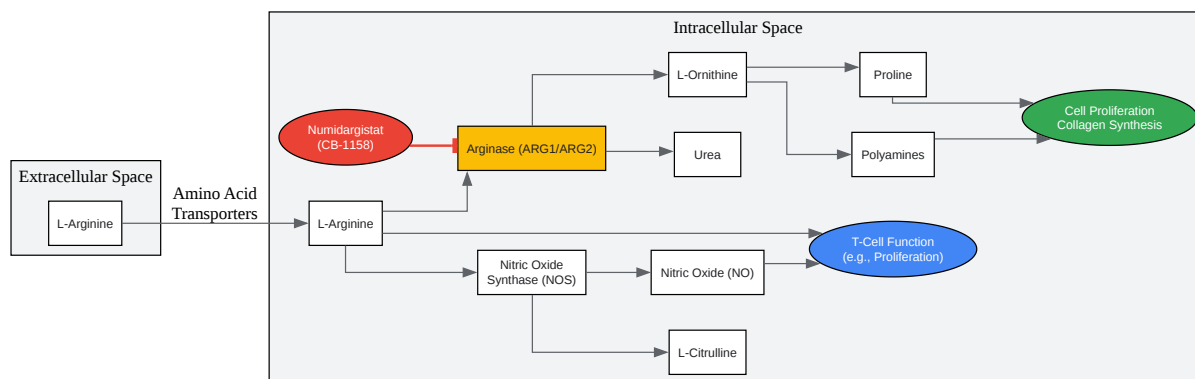 Intracellular Space
L-Ornithine
Proline
Numidargistat
(CB-1158)
Arginase (ARG1/ARG2)
Urea
Polyamines
Cell Proliferation
Collagen Synthesis
Extracellular Space
L-Arginine
Amino Acid
Transporters
L-Arginine
T-Cell Function
(e.g., Proliferation)
Nitric Oxide
Synthase (NOS)
Nitric Oxide (NO)
L-Citrulline